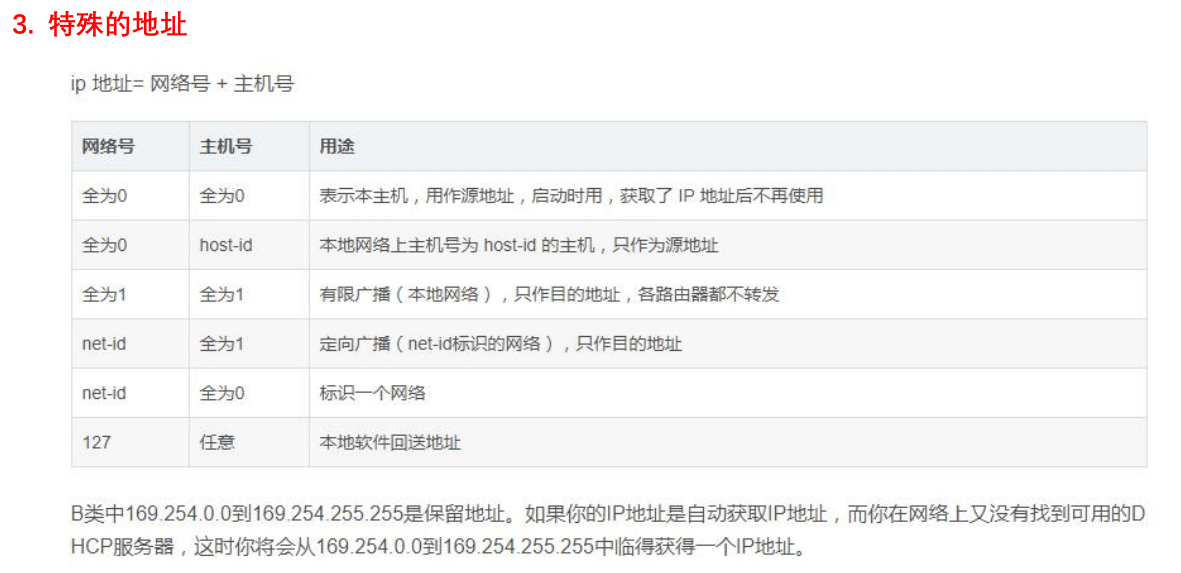 3. 特殊的地址
ip 地址= 网络号 + 主机号
网络号 主机号 用途
全为0 全为0 表示本主机，用作源地址，启动时用，获取了 IP 地址后不再使用
全为0 host-id 本地网络上主机号为 host-id 的主机，只作为源地址
全为1 全为1 有限广播（本地网络），只作目的地址，各路由器都不转发
net-id 全为1 定向广播（net-id标识的网络），只作目的地址
net-id 全为0 标识一个网络
127 任意 本地软件回送地址
B类中169.254.0.0到169.254.255.255是保留地址。如果你的IP地址是自动获取IP地址，而你在网络上又没有找到可用的D
HCP服务器，这时你将会从169.254.0.0到169.254.255.255中临得获得一个IP地址。